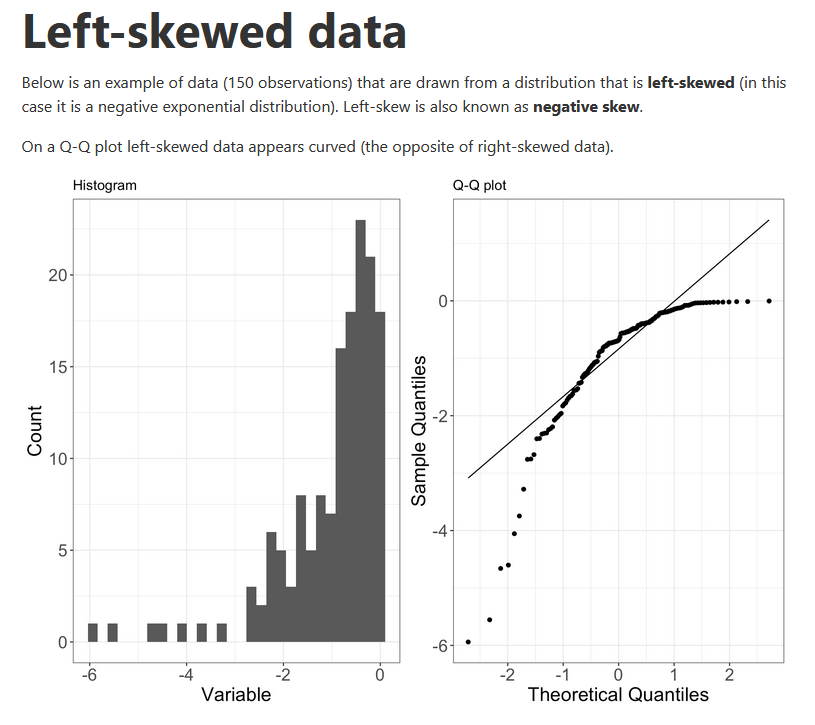 Left-skewed data
Below is an example of data (150 observations) that are drawn from a distribution that is left-skewed (in this
case it is a negative exponential distribution). Left-skew is also known as negative skew.
On a Q-Q plot left-skewed data appears curved (the opposite of right-skewed data).
Histogram
20
15
10
5
0
Count
-6 -4 -2 0
Variable
Q-Q plot
0
-2
-4
-6
Sample Quantiles
-2 -1 0 1 2
Theoretical Quantiles